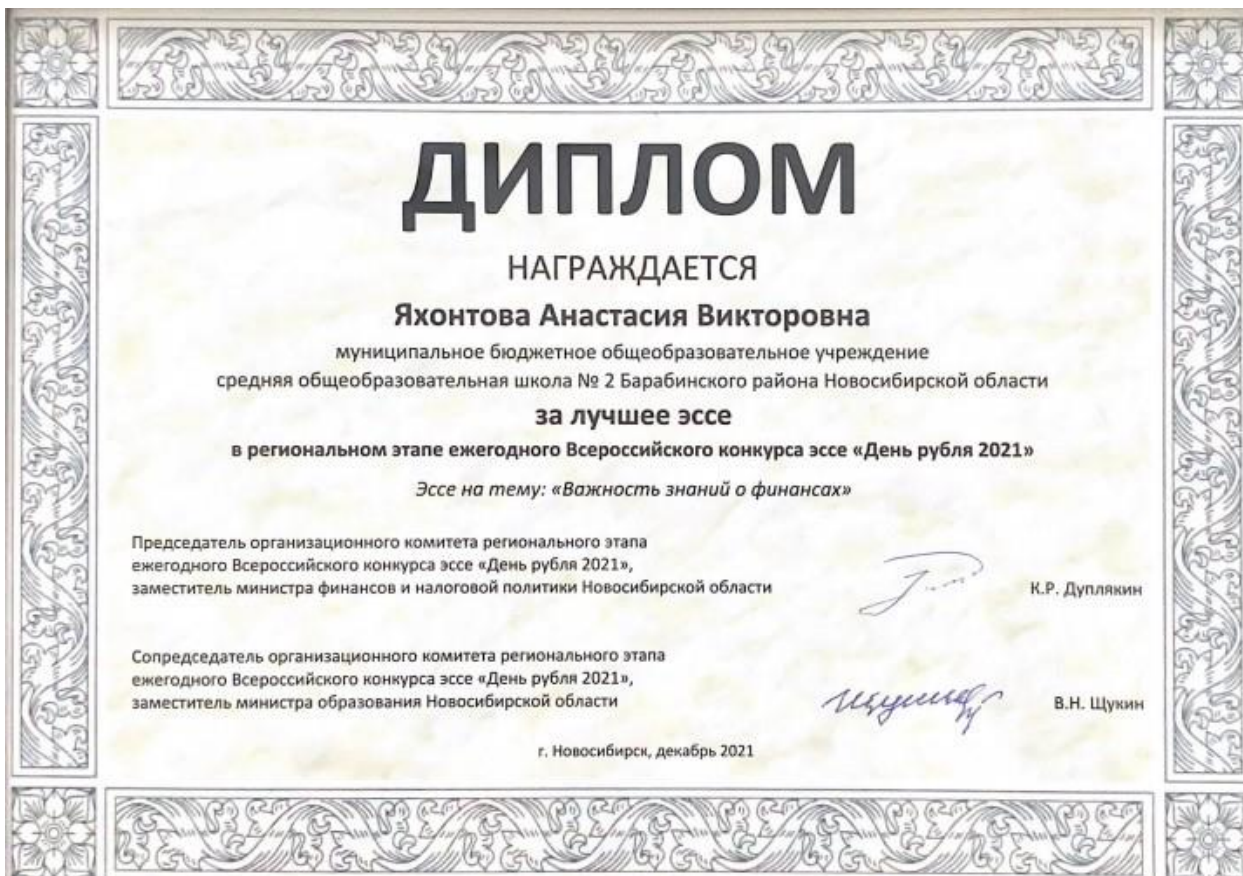 ДИПЛОМ
НАГРАЖДАЕТСЯ
Яхонтова Анастасия Викторовна
муниципальное бюджетное общеобразовательное учреждение
средняя общеобразовательная школа № 2 Барабинского района Новосибирской области
за лучшее эссе
в региональном этапе ежегодного Всероссийского конкурса эссе «День рубля 2021»
Эссе на тему: «Важность знаний о финансах»
Председатель организационного комитета регионального этапа
ежегодного Всероссийского конкурса эссе «День рубля 2021»,
заместитель министра финансов и налоговой политики Новосибирской области
К.Р. Дуплякин
Сопредседатель организационного комитета регионального этапа
ежегодного Всероссийского конкурса эссе «День рубля 2021»,
заместитель министра образования Новосибирской области
В.Н. Щукин
г. Новосибирск, декабрь 2021